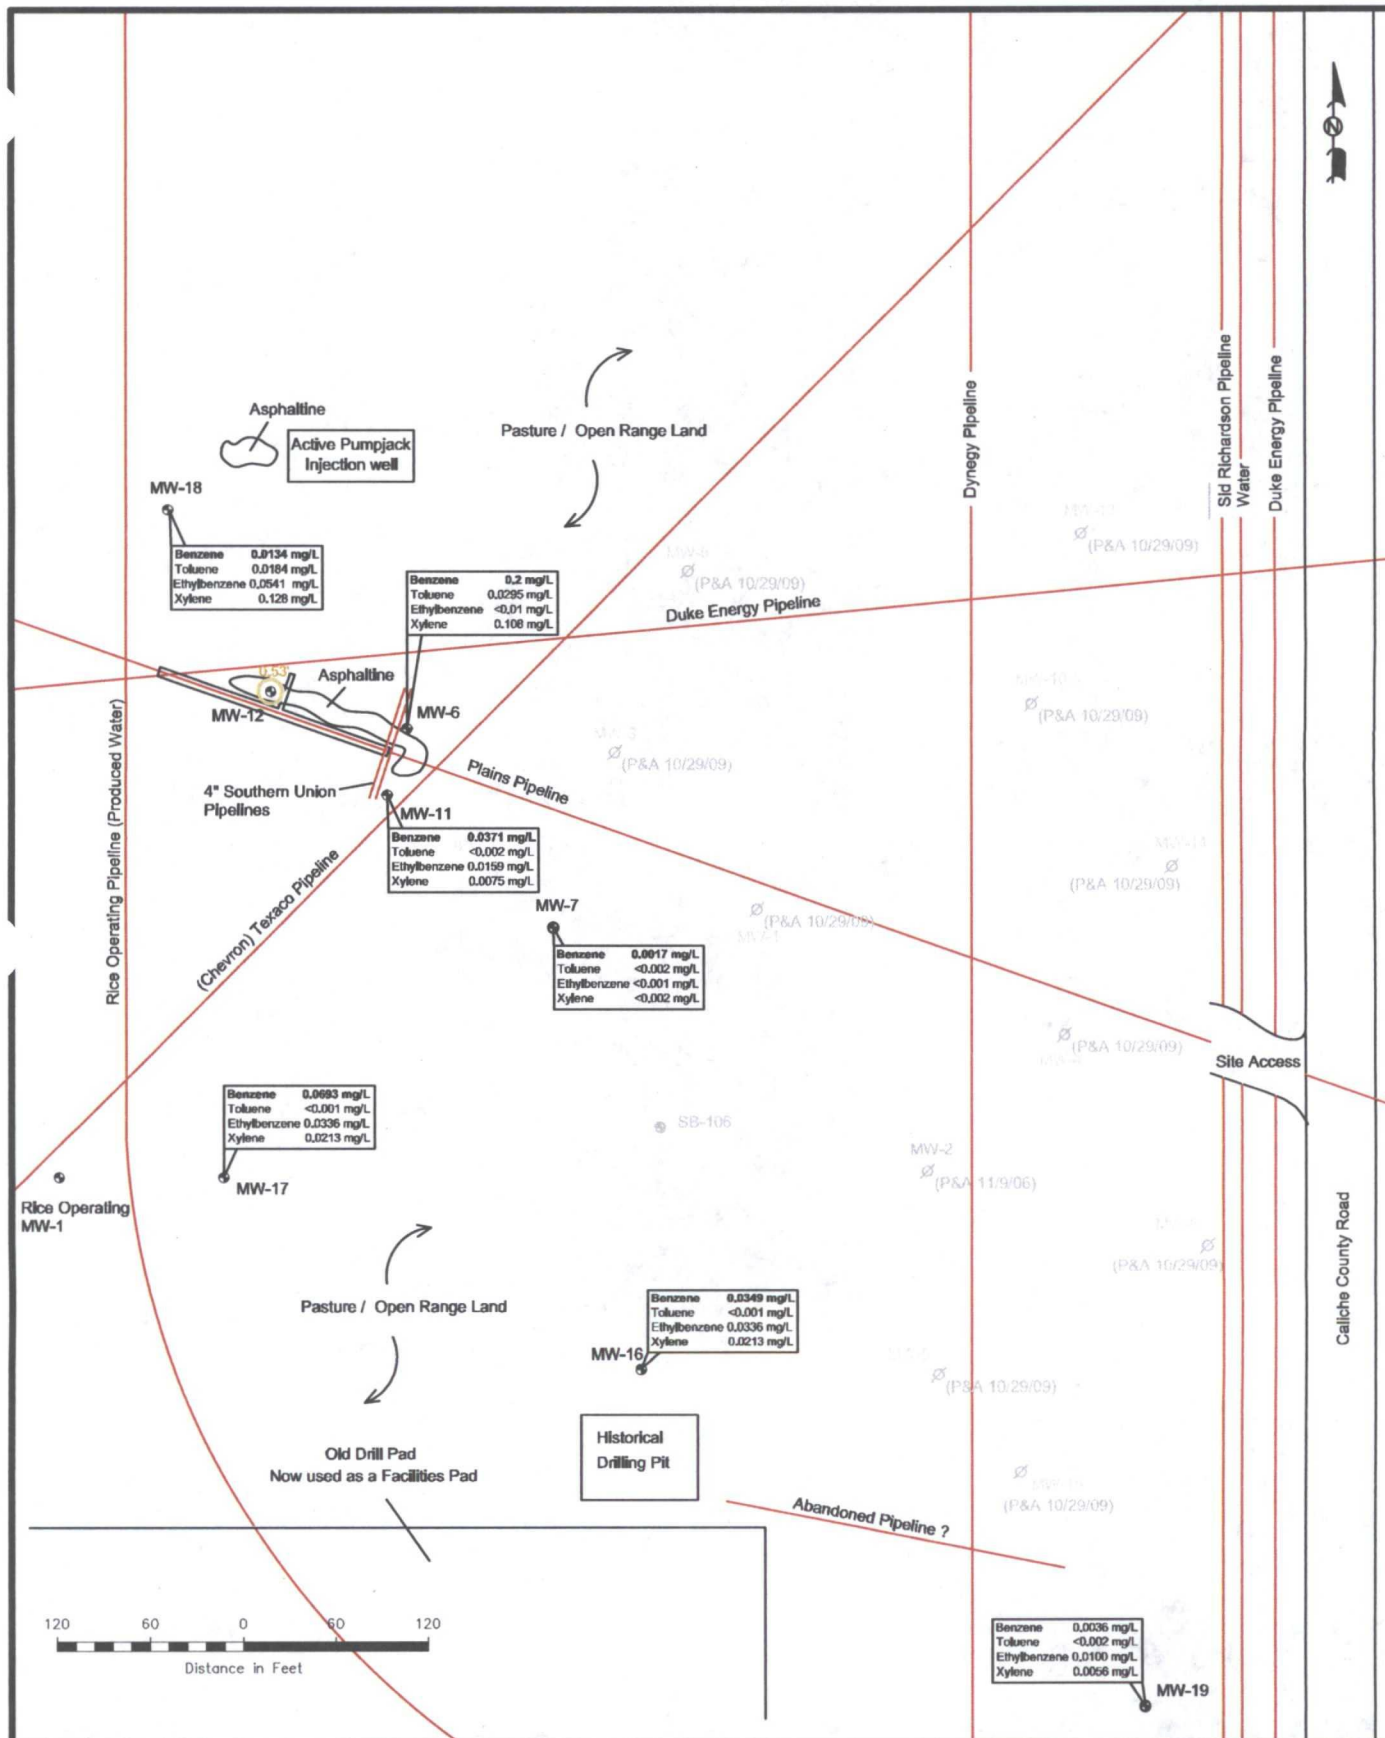 Asphaltine
Active Pumpjack
Injection well
Pasture / Open Range Land
MW-18
Benzene 0.0134 mg/L
Toluene 0.0184 mg/L
Ethylbenzene 0.0541 mg/L
Xylene 0.128 mg/L
Benzene 0.2 mg/L
Toluene 0.0295 mg/L
Ethylbenzene <0.01 mg/L
Xylene 0.108 mg/L
(P&A 10/29/09)
(P&A 10/29/09)
Dynegy Pipeline
Sid Richardson Pipeline
Water
Duke Energy Pipeline
Duke Energy Pipeline
0.53'
Asphaltine
MW-12
MW-6
(P&A 10/29/09)
(P&A 10/29/09)
Plains Pipeline
4" Southern Union
Pipelines
MW-11
Benzene 0.0371 mg/L
Toluene <0.002 mg/L
Ethylbenzene 0.0159 mg/L
Xylene 0.0075 mg/L
Rice Operating Pipeline (Produced Water)
(Chevron) Texaco Pipeline
(P&A 10/29/09)
MW-7
(P&A 10/29/09)
Benzene 0.0017 mg/L
Toluene <0.002 mg/L
Ethylbenzene <0.001 mg/L
Xylene <0.002 mg/L
(P&A 10/29/09)
Site Access
Benzene 0.0693 mg/L
Toluene <0.001 mg/L
Ethylbenzene 0.0336 mg/L
Xylene 0.0213 mg/L
MW-17
SB-106
MW-2
(P&A 11/9/06)
Rice Operating
MW-1
(P&A 10/29/09)
Caliche County Road
Pasture / Open Range Land
Benzene 0.0349 mg/L
Toluene <0.001 mg/L
Ethylbenzene 0.0336 mg/L
Xylene 0.0213 mg/L
MW-16
(P&A 10/29/09)
Historical
Drilling Pit
Old Drill Pad
Now used as a Facilities Pad
(P&A 10/29/09)
Abandoned Pipeline ?
120 60 0 60 120
Distance in Feet
Benzene 0.0036 mg/L
Toluene <0.002 mg/L
Ethylbenzene 0.0100 mg/L
Xylene 0.0056 mg/L
MW-19